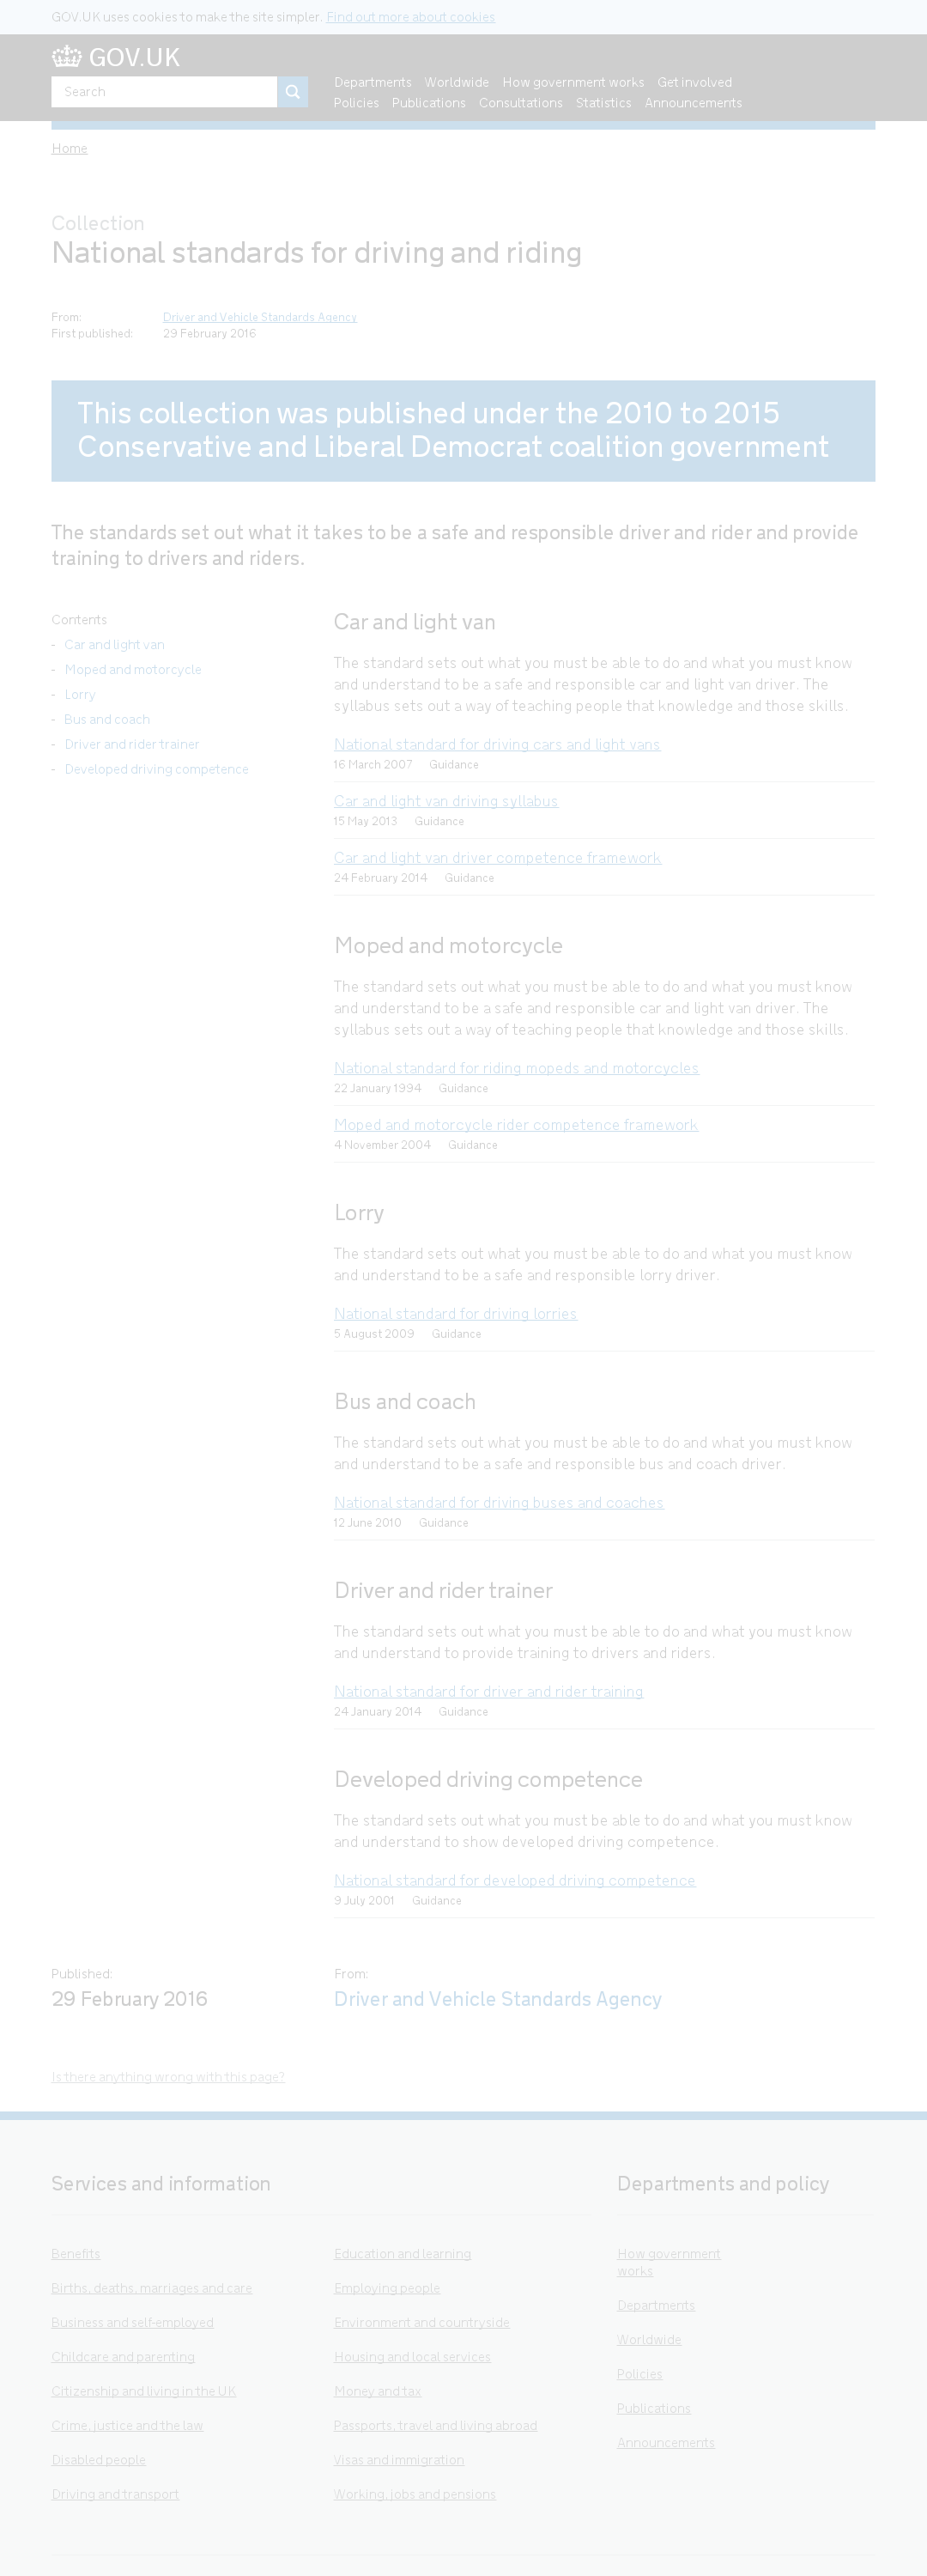 GOV.UK uses cookies to make the site simpler. Find out more about cookies
GOV.UK
Search
Departments Worldwide How government works Get involved
Policies Publications Consultations Statistics Announcements
Home
Collection
National standards for driving and riding
From: Driver and Vehicle Standards Agency
First published: 29 February 2016
This collection was published under the 2010 to 2015
Conservative and Liberal Democrat coalition government
The standards set out what it takes to be a safe and responsible driver and rider and provide
training to drivers and riders.
Contents
- Car and light van
- Moped and motorcycle
- Lorry
- Bus and coach
- Driver and rider trainer
- Developed driving competence
Car and light van
The standard sets out what you must be able to do and what you must know
and understand to be a safe and responsible car and light van driver. The
syllabus sets out a way of teaching people that knowledge and those skills.
National standard for driving cars and light vans
16 March 2007 Guidance
Car and light van driving syllabus
15 May 2013 Guidance
Car and light van driver competence framework
24 February 2014 Guidance
Moped and motorcycle
The standard sets out what you must be able to do and what you must know
and understand to be a safe and responsible car and light van driver. The
syllabus sets out a way of teaching people that knowledge and those skills.
National standard for riding mopeds and motorcycles
22 January 1994 Guidance
Moped and motorcycle rider competence framework
4 November 2004 Guidance
Lorry
The standard sets out what you must be able to do and what you must know
and understand to be a safe and responsible lorry driver.
National standard for driving lorries
5 August 2009 Guidance
Bus and coach
The standard sets out what you must be able to do and what you must know
and understand to be a safe and responsible bus and coach driver.
National standard for driving buses and coaches
12 June 2010 Guidance
Driver and rider trainer
The standard sets out what you must be able to do and what you must know
and understand to provide training to drivers and riders.
National standard for driver and rider training
24 January 2014 Guidance
Developed driving competence
The standard sets out what you must be able to do and what you must know
and understand to show developed driving competence.
National standard for developed driving competence
9 July 2001 Guidance
Published:
29 February 2016
From:
Driver and Vehicle Standards Agency
Is there anything wrong with this page?
Services and information
Benefits
Births, deaths, marriages and care
Business and self-employed
Childcare and parenting
Citizenship and living in the UK
Crime, justice and the law
Disabled people
Driving and transport
Education and learning
Employing people
Environment and countryside
Housing and local services
Money and tax
Passports, travel and living abroad
Visas and immigration
Working, jobs and pensions
Departments and policy
How government
works
Departments
Worldwide
Policies
Publications
Announcements